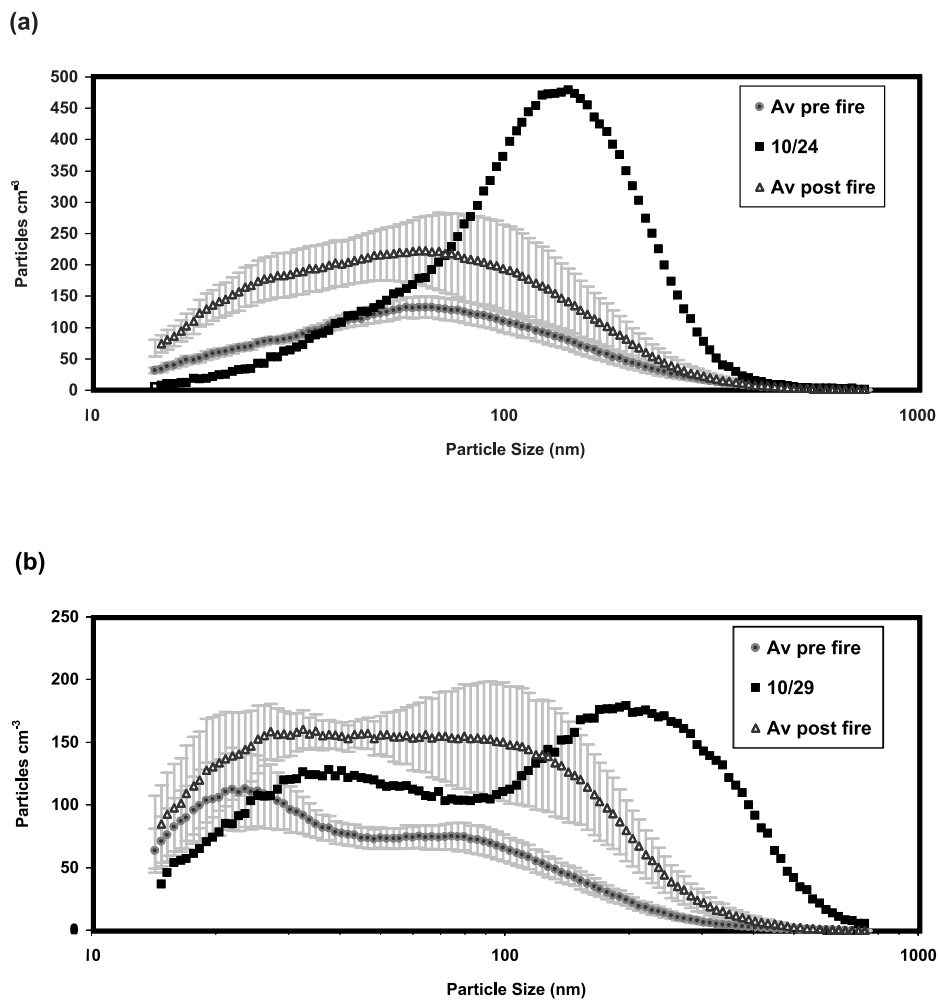 (a)
500
450
400
350
300
250
200
150
100
50
0
Particles cm-3
10
100
1000
Particle Size (nm)
Av pre fire
10/24
Av post fire
(b)
250
200
150
100
50
0
Particles cm-3
10
100
1000
Particle Size (nm)
Av pre fire
10/29
Av post fire